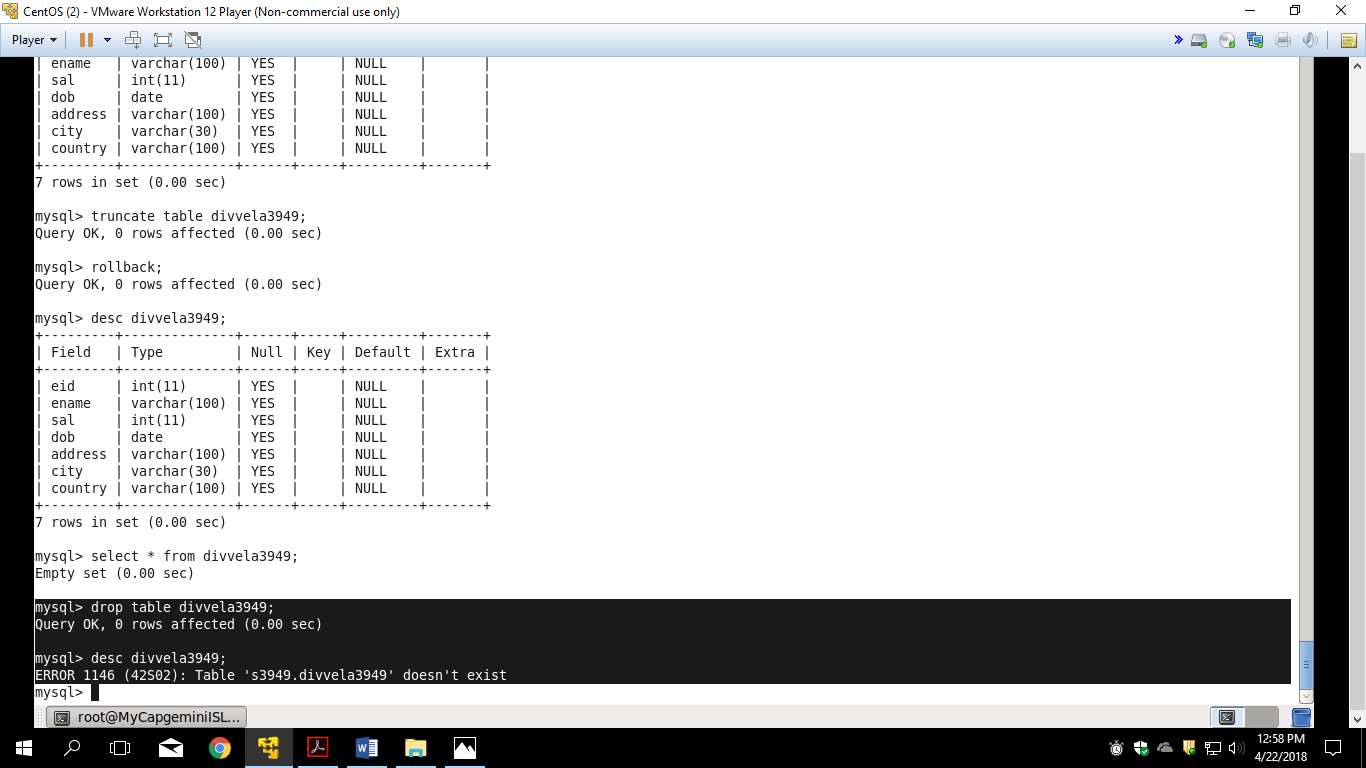 CentOS (2) - VMware Workstation 12 Player (Non-commercial use only)
Player
| ename   | varchar(100) | YES  |     | NULL    |       |
| sal     | int(11)      | YES  |     | NULL    |       |
| dob     | date         | YES  |     | NULL    |       |
| address | varchar(100) | YES  |     | NULL    |       |
| city    | varchar(30)  | YES  |     | NULL    |       |
| country | varchar(100) | YES  |     | NULL    |       |
+---------+--------------+------+-----+---------+-------+
7 rows in set (0.00 sec)
mysql> truncate table divvela3949;
Query OK, 0 rows affected (0.00 sec)
mysql> rollback;
Query OK, 0 rows affected (0.00 sec)
mysql> desc divvela3949;
+---------+--------------+------+-----+---------+-------+
| Field   | Type         | Null | Key | Default | Extra |
+---------+--------------+------+-----+---------+-------+
| eid     | int(11)      | YES  |     | NULL    |       |
| ename   | varchar(100) | YES  |     | NULL    |       |
| sal     | int(11)      | YES  |     | NULL    |       |
| dob     | date         | YES  |     | NULL    |       |
| address | varchar(100) | YES  |     | NULL    |       |
| city    | varchar(30)  | YES  |     | NULL    |       |
| country | varchar(100) | YES  |     | NULL    |       |
+---------+--------------+------+-----+---------+-------+
7 rows in set (0.00 sec)
mysql> select * from divvela3949;
Empty set (0.00 sec)
mysql> drop table divvela3949;
Query OK, 0 rows affected (0.00 sec)
mysql> desc divvela3949;
ERROR 1146 (42S02): Table 's3949.divvela3949' doesn't exist
mysql>
root@MyCapgeminiISL...
12:58 PM
4/22/2018